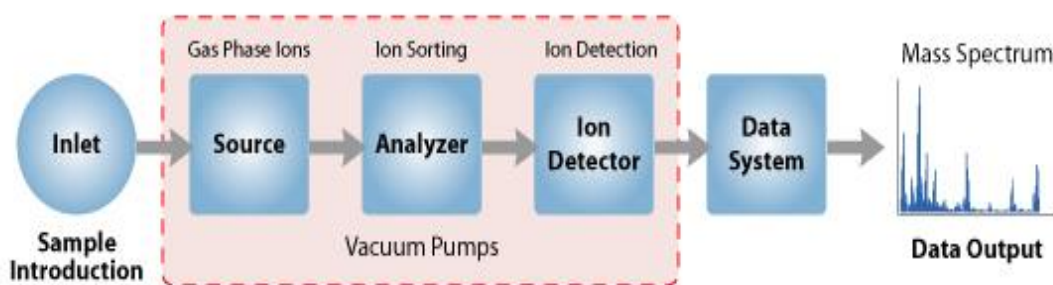 Gas Phase Ions
Ion Sorting
Ion Detection
Mass Spectrum
Inlet
Source
Analyzer
Ion
Detector
Data
System
Sample
Introduction
Vacuum Pumps
Data Output